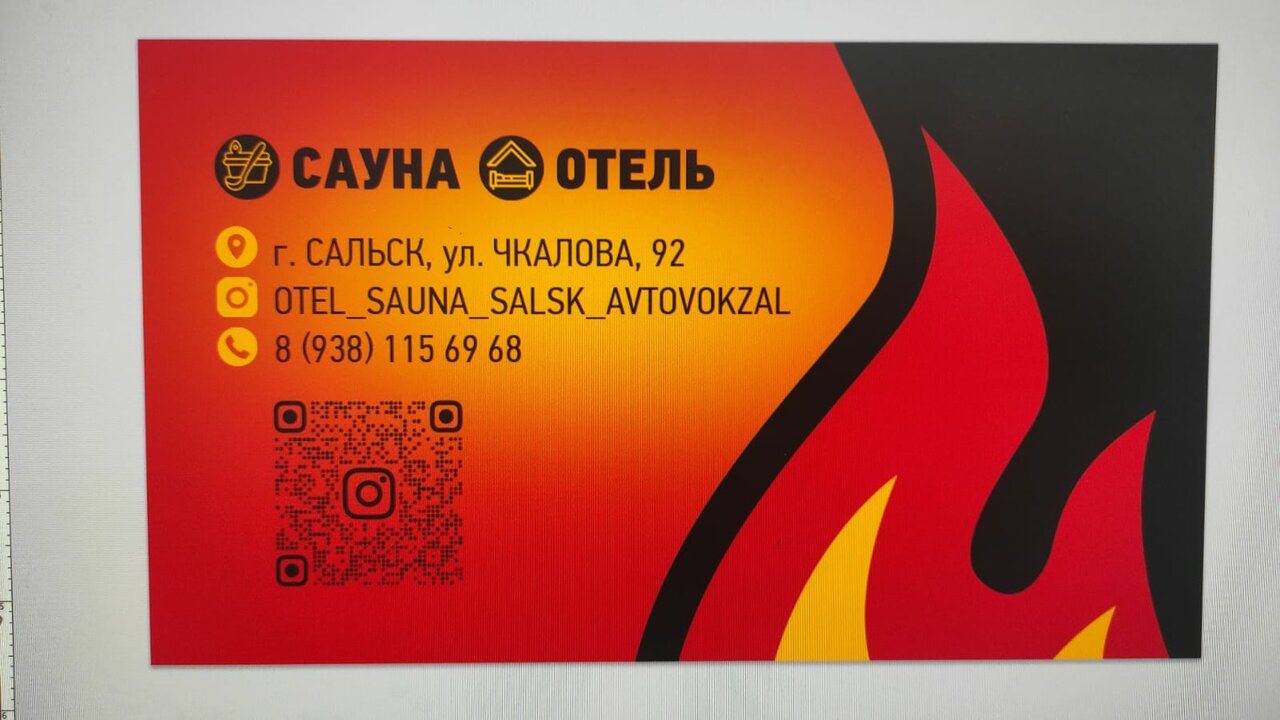 САУНА ОТЕЛЬ
г. САЛЬСК, ул. ЧКАЛОВА, 92
OTEL_SAUNA_SALSK_AVTOVOKZAL
8 (938) 115 69 68